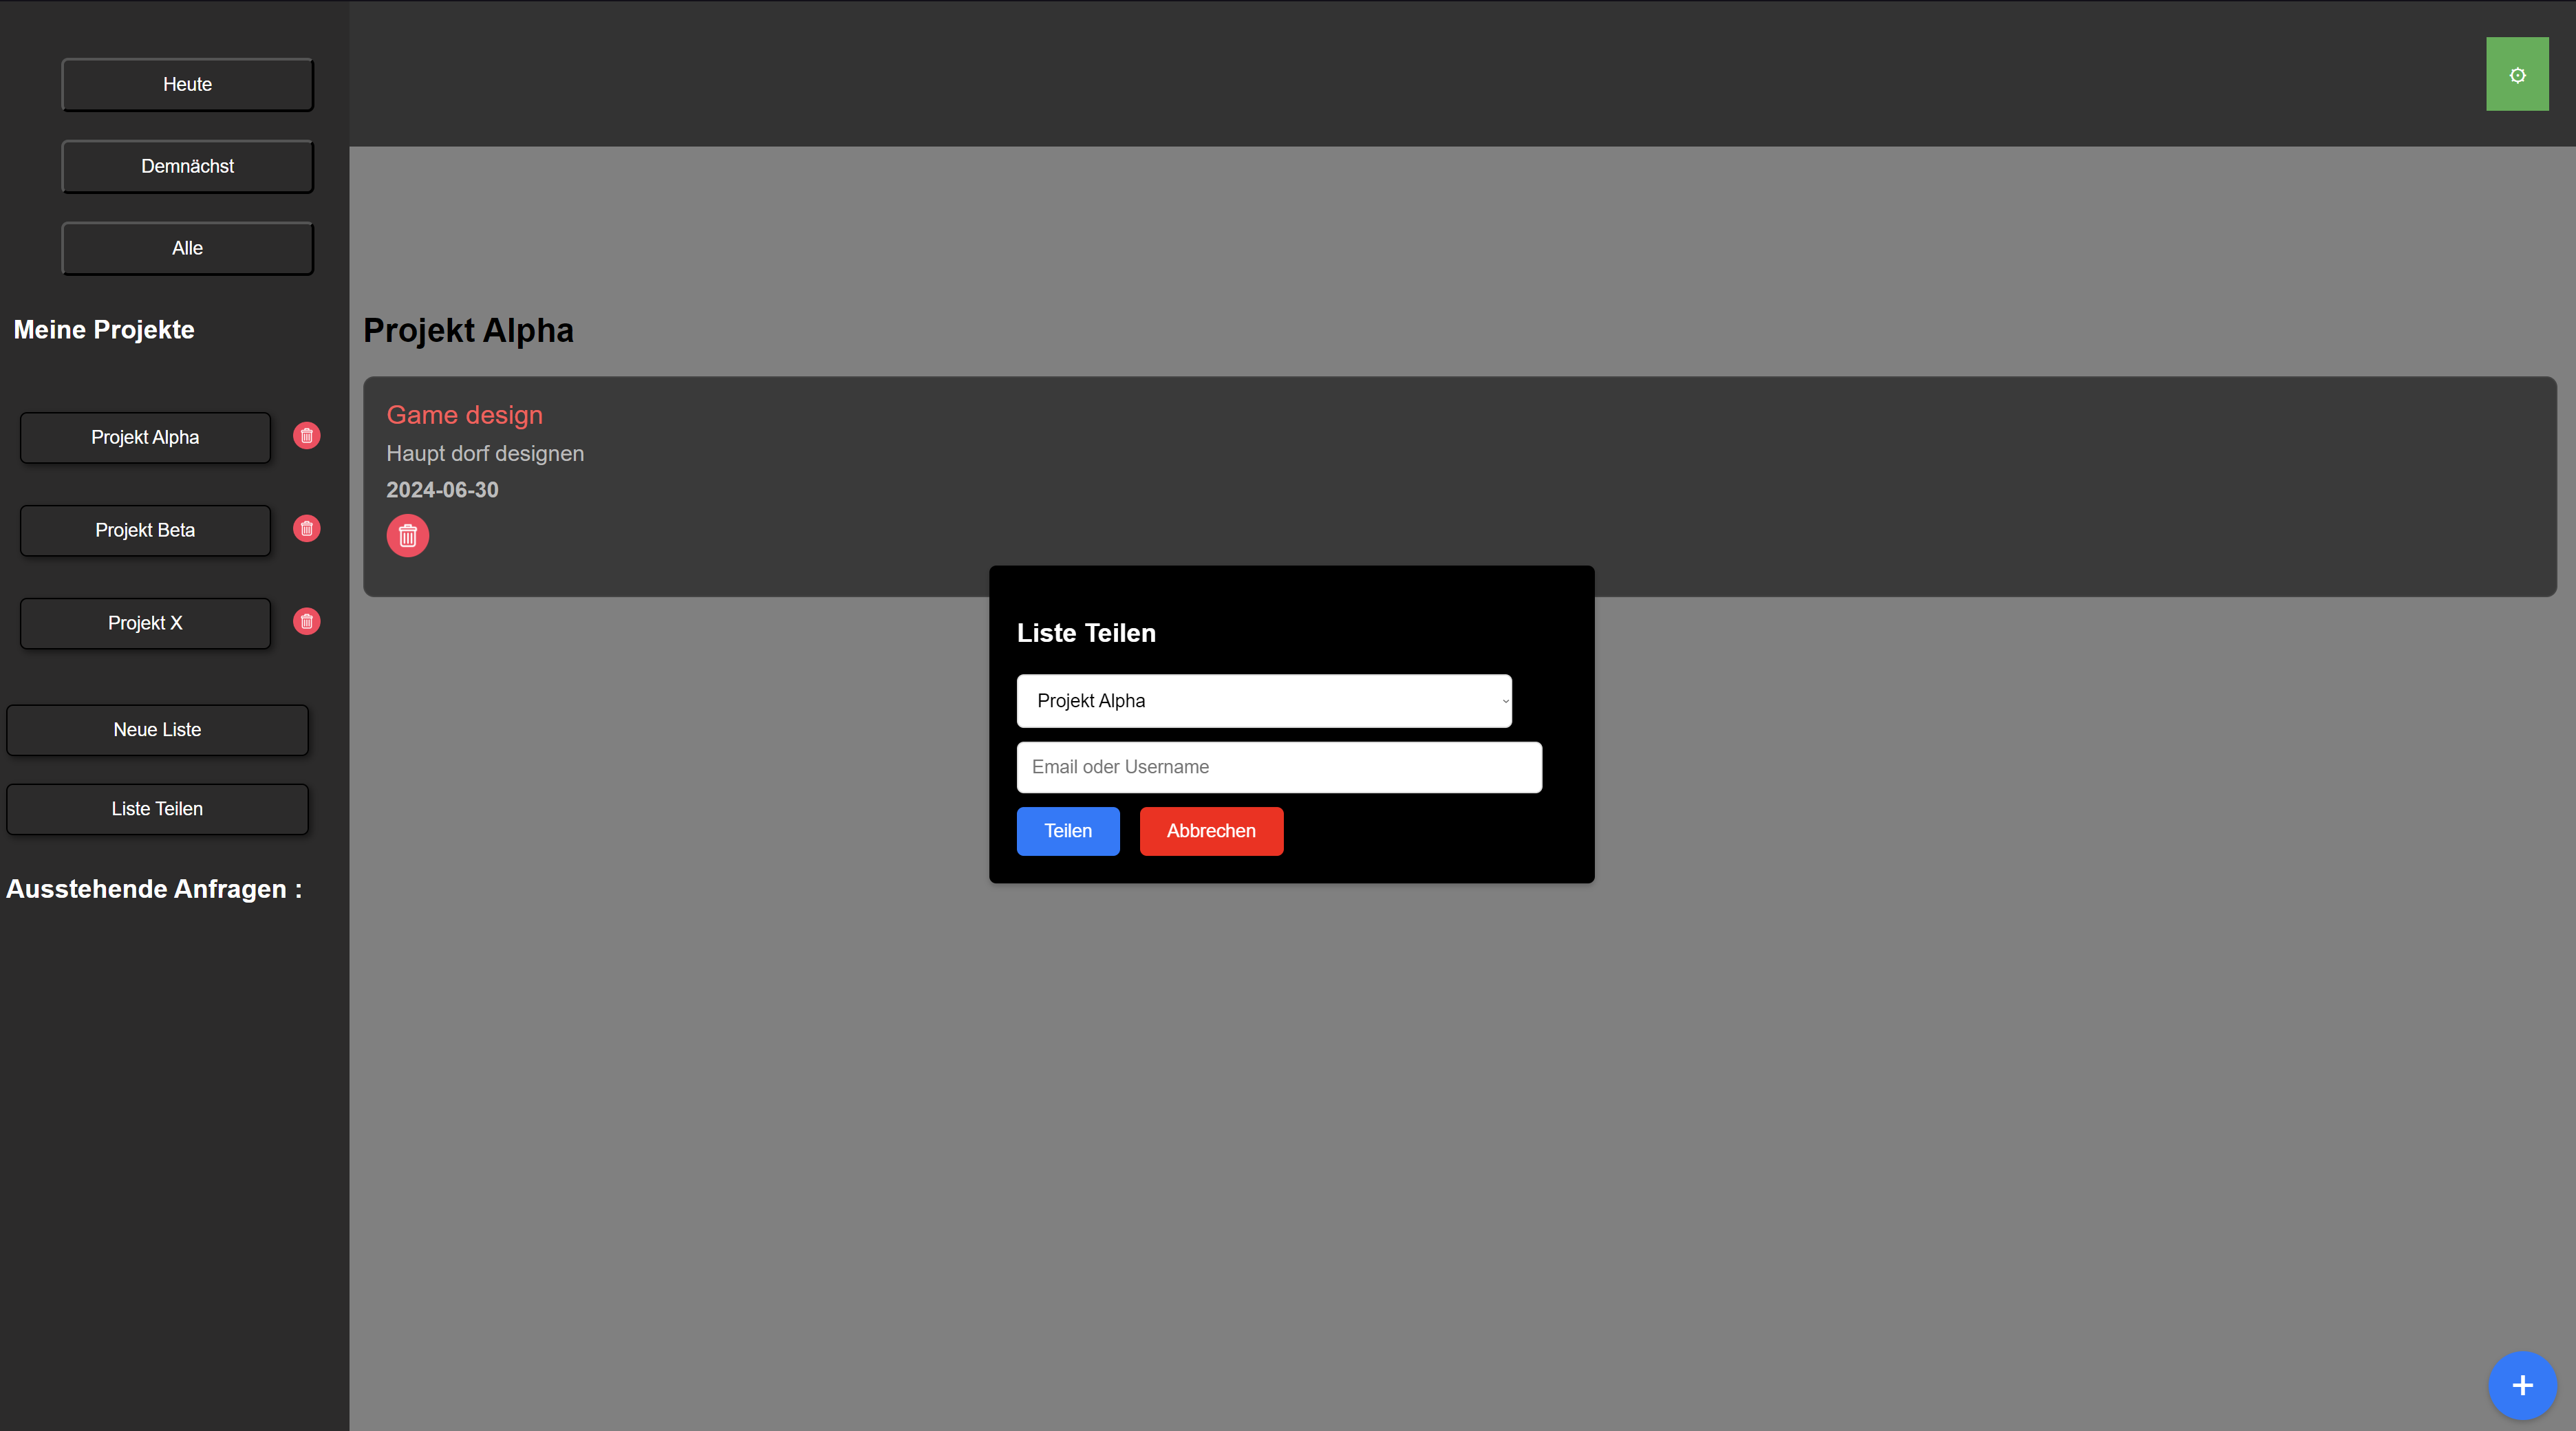 Heute
Demnächst
Alle
Meine Projekte
Projekt Alpha
Projekt Beta
Projekt X
Neue Liste
Liste Teilen
Ausstehende Anfragen :
Projekt Alpha
Game design
Haupt dorf designen
2024-06-30
Liste Teilen
Projekt Alpha
Email oder Username
Teilen
Abbrechen
+